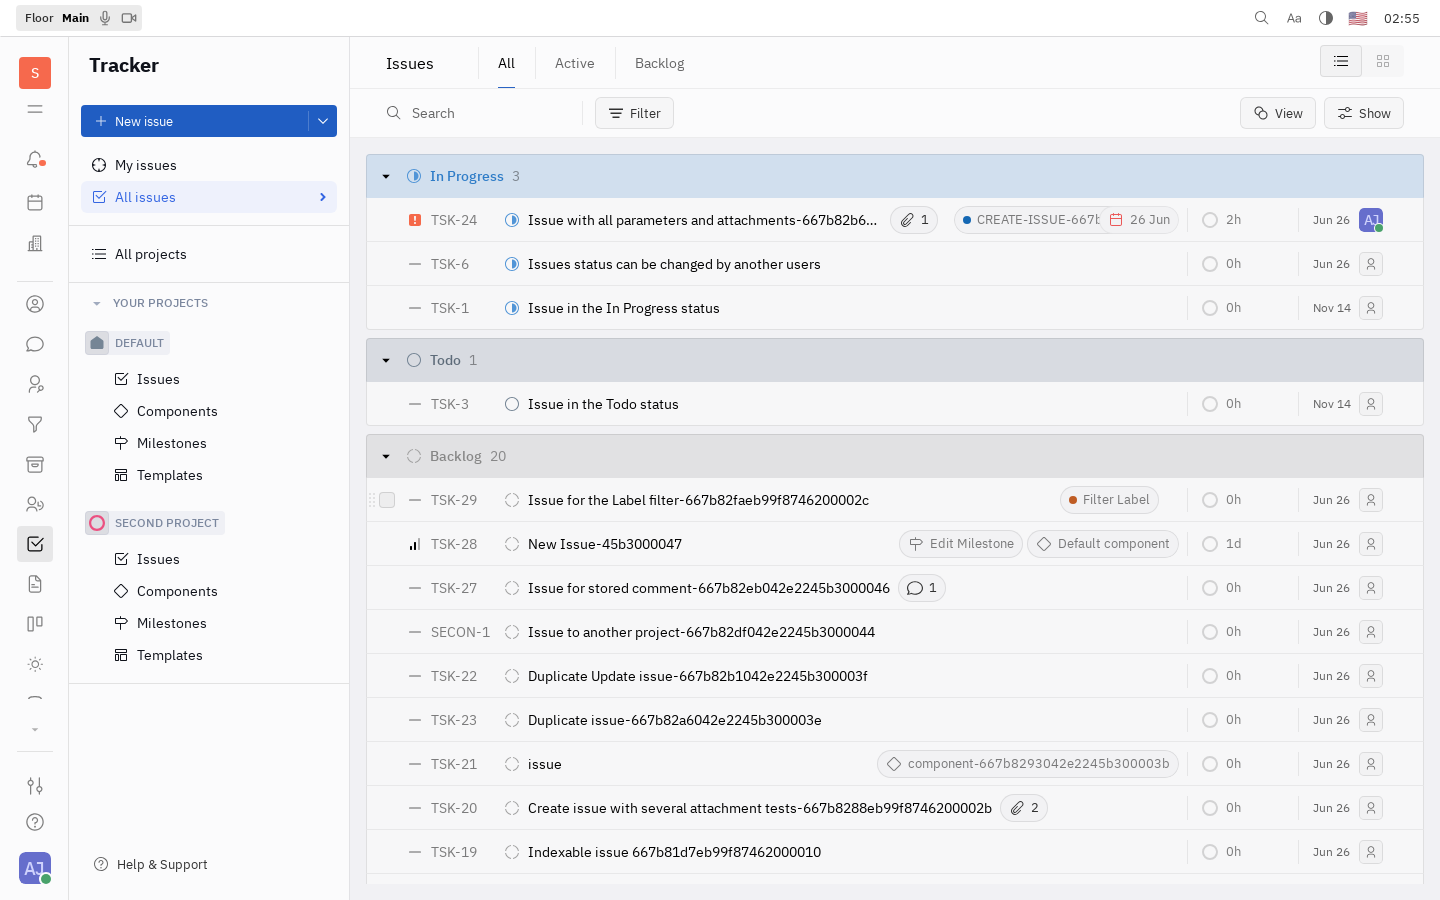 Floor Main
Aa
02:55
S
Tracker
New issue
My issues
All issues
All projects
YOUR PROJECTS
DEFAULT
Issues
Components
Milestones
Templates
SECOND PROJECT
Issues
Components
Milestones
Templates
Help & Support
AJ
Issues All Active Backlog
Search Filter View Show
In Progress 3
TSK-24 Issue with all parameters and attachments-667b82b6... 1 CREATE-ISSUE-667b 26 Jun 2h Jun 26 AJ
TSK-6 Issues status can be changed by another users 0h Jun 26
TSK-1 Issue in the In Progress status 0h Nov 14
Todo 1
TSK-3 Issue in the Todo status 0h Nov 14
Backlog 20
TSK-29 Issue for the Label filter-667b82faeb99f8746200002c Filter Label 0h Jun 26
TSK-28 New Issue-45b3000047 Edit Milestone Default component 1d Jun 26
TSK-27 Issue for stored comment-667b82eb042e2245b3000046 1 0h Jun 26
SECON-1 Issue to another project-667b82df042e2245b3000044 0h Jun 26
TSK-22 Duplicate Update issue-667b82b1042e2245b300003f 0h Jun 26
TSK-23 Duplicate issue-667b82a6042e2245b300003e 0h Jun 26
TSK-21 issue component-667b8293042e2245b300003b 0h Jun 26
TSK-20 Create issue with several attachment tests-667b8288eb99f8746200002b 2 0h Jun 26
TSK-19 Indexable issue 667b81d7eb99f87462000010 0h Jun 26